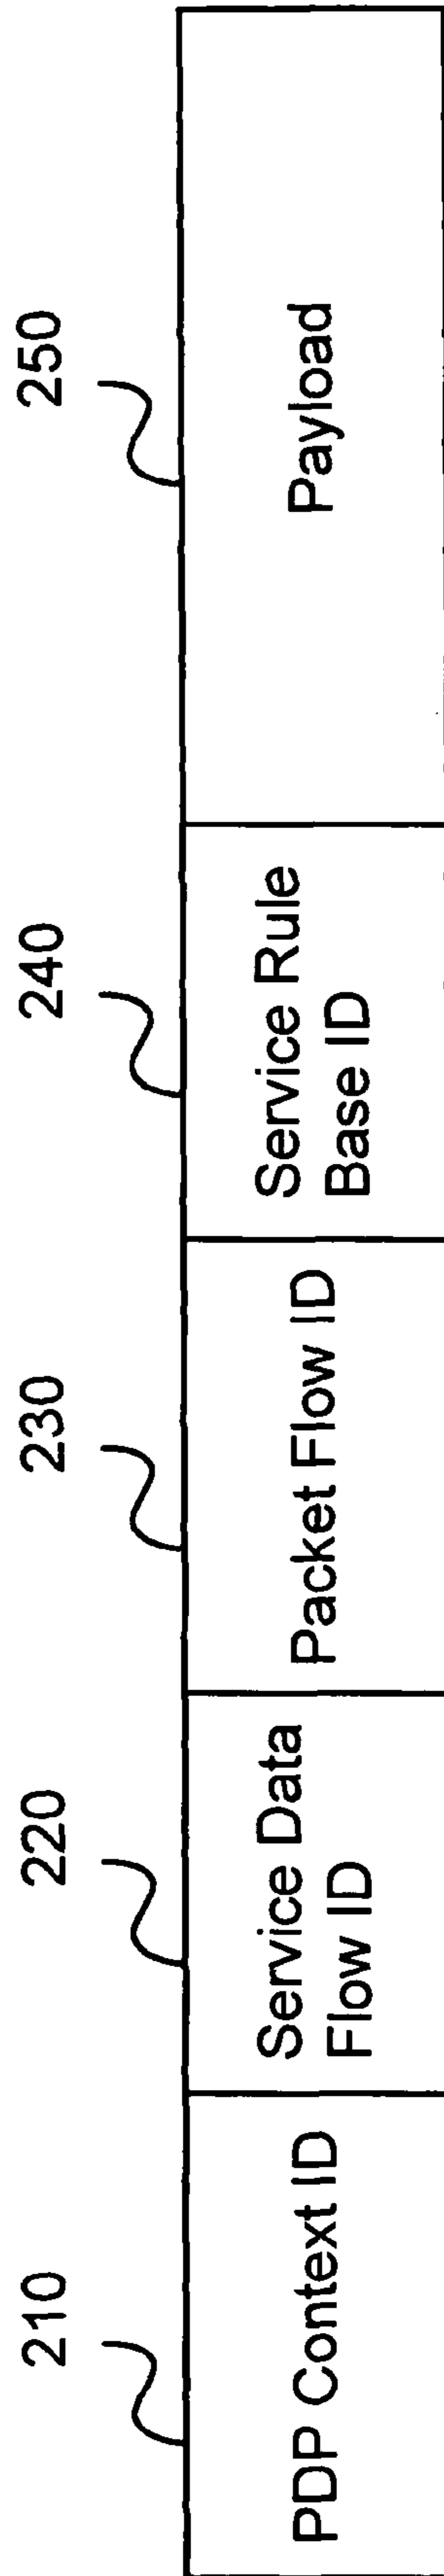 210
220
230
240
250
PDP Context ID
Service Data
Flow ID
Packet Flow ID
Service Rule
Base ID
Payload